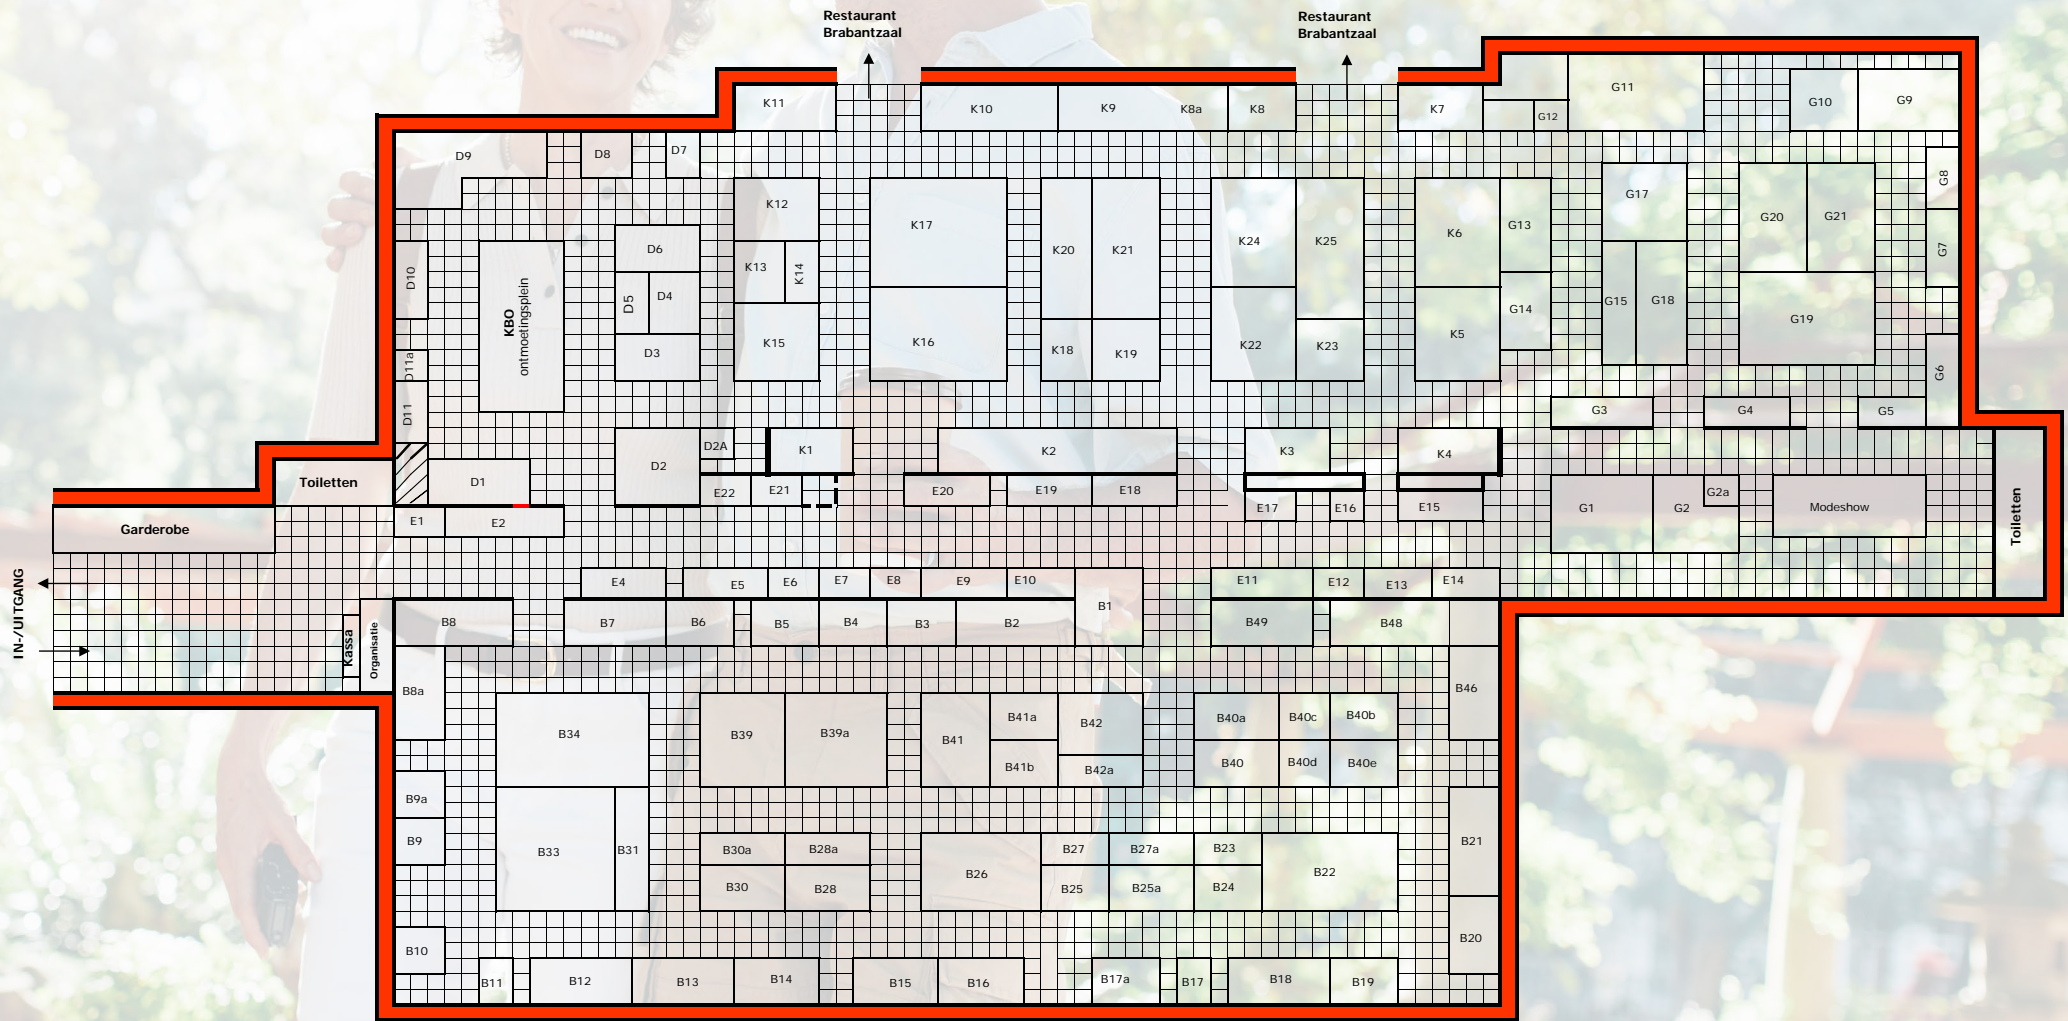 Restaurant
Brabantzaal
Restaurant
Brabantzaal
K11
K10
K9
K8a
K8
K7
G12
G11
G10
G9
D9
D8
D7
G8
K12
K17
K20
K21
K24
K25
K6
G13
G17
G20
G21
G7
D10
KBO
ontmoetingsplein
D6
D5
D4
D3
K13
K14
K15
K16
K18
K19
K22
K23
K5
G14
G15
G18
G19
G6
D11a
D11
G3
G4
G5
D2
D2A
K1
K2
K3
K4
Toiletten
D1
E22
E21
E20
E19
E18
E17
E16
E15
G1
G2
G2a
Modeshow
Toiletten
Garderobe
E1
E2
IN-/UITGANG
E4
E5
E6
E7
E8
E9
E10
E11
E12
E13
E14
Kassa
Organisatie
B8
B7
B6
B5
B4
B3
B2
B1
B49
B48
B8a
B46
B34
B39
B39a
B41
B41a
B41b
B42
B42a
B40a
B40c
B40b
B40
B40d
B40e
B9a
B9
B33
B31
B30a
B28a
B30
B28
B26
B27
B27a
B23
B25
B25a
B24
B22
B21
B20
B10
B11
B12
B13
B14
B15
B16
B17a
B17
B18
B19